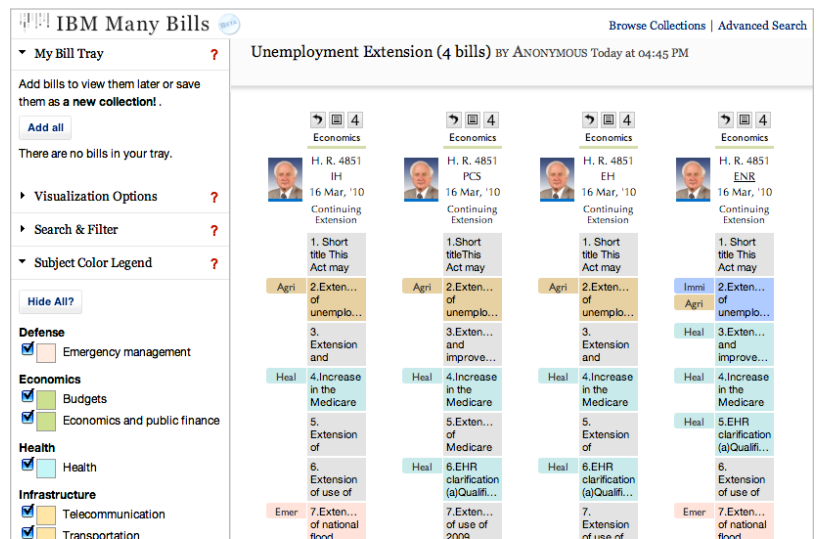 IBM Many Bills BETA
Browse Collections | Advanced Search
My Bill Tray ?
Add bills to view them later or save
them as a new collection! .
Add all
There are no bills in your tray.
Visualization Options ?
Search & Filter ?
Subject Color Legend ?
Hide All?
Defense
Emergency management
Economics
Budgets
Economics and public finance
Health
Health
Infrastructure
Telecommunication
Transportation
Unemployment Extension (4 bills) BY ANONYMOUS Today at 04:45 PM
4
Economics
H. R. 4851
IH
16 Mar, '10
Continuing
Extension
1. Short
title This
Act may
Agri
2.Exten...
of
unemplo...
3.
Extension
and
Heal
4.Increase
in the
Medicare
5.
Extension
of
6.
Extension
of use of
Emer
7.Exten...
of national
flood
4
Economics
H. R. 4851
PCS
16 Mar, '10
Continuing
Extension
1.Short
titleThis
Act may
Agri
2.Exten...
of
unemplo...
3.Exten...
and
improve...
Heal
4.Increase
in the
Medicare
5.Exten...
of
Medicare
Heal
6.EHR
clarification
(a)Qualifi...
7.Exten...
of use of
2009
4
Economics
H. R. 4851
EH
16 Mar, '10
Continuing
Extension
1. Short
title This
Act may
Agri
2.Exten...
of
unemplo...
3.
Extension
and
Heal
4.Increase
in the
Medicare
5.
Extension
of
Heal
6.EHR
clarification
(a)Qualifi...
7.
Extension
of use of
4
Economics
H. R. 4851
ENR
16 Mar, '10
Continuing
Extension
1. Short
title This
Act may
Immi
Agri
2.Exten...
of
unemplo...
Heal
3.Exten...
and
improve...
Heal
4.Increase
in the
Medicare
Heal
5.EHR
clarification
(a)Qualifi...
6.
Extension
of use of
Emer
7.Exten...
of national
flood